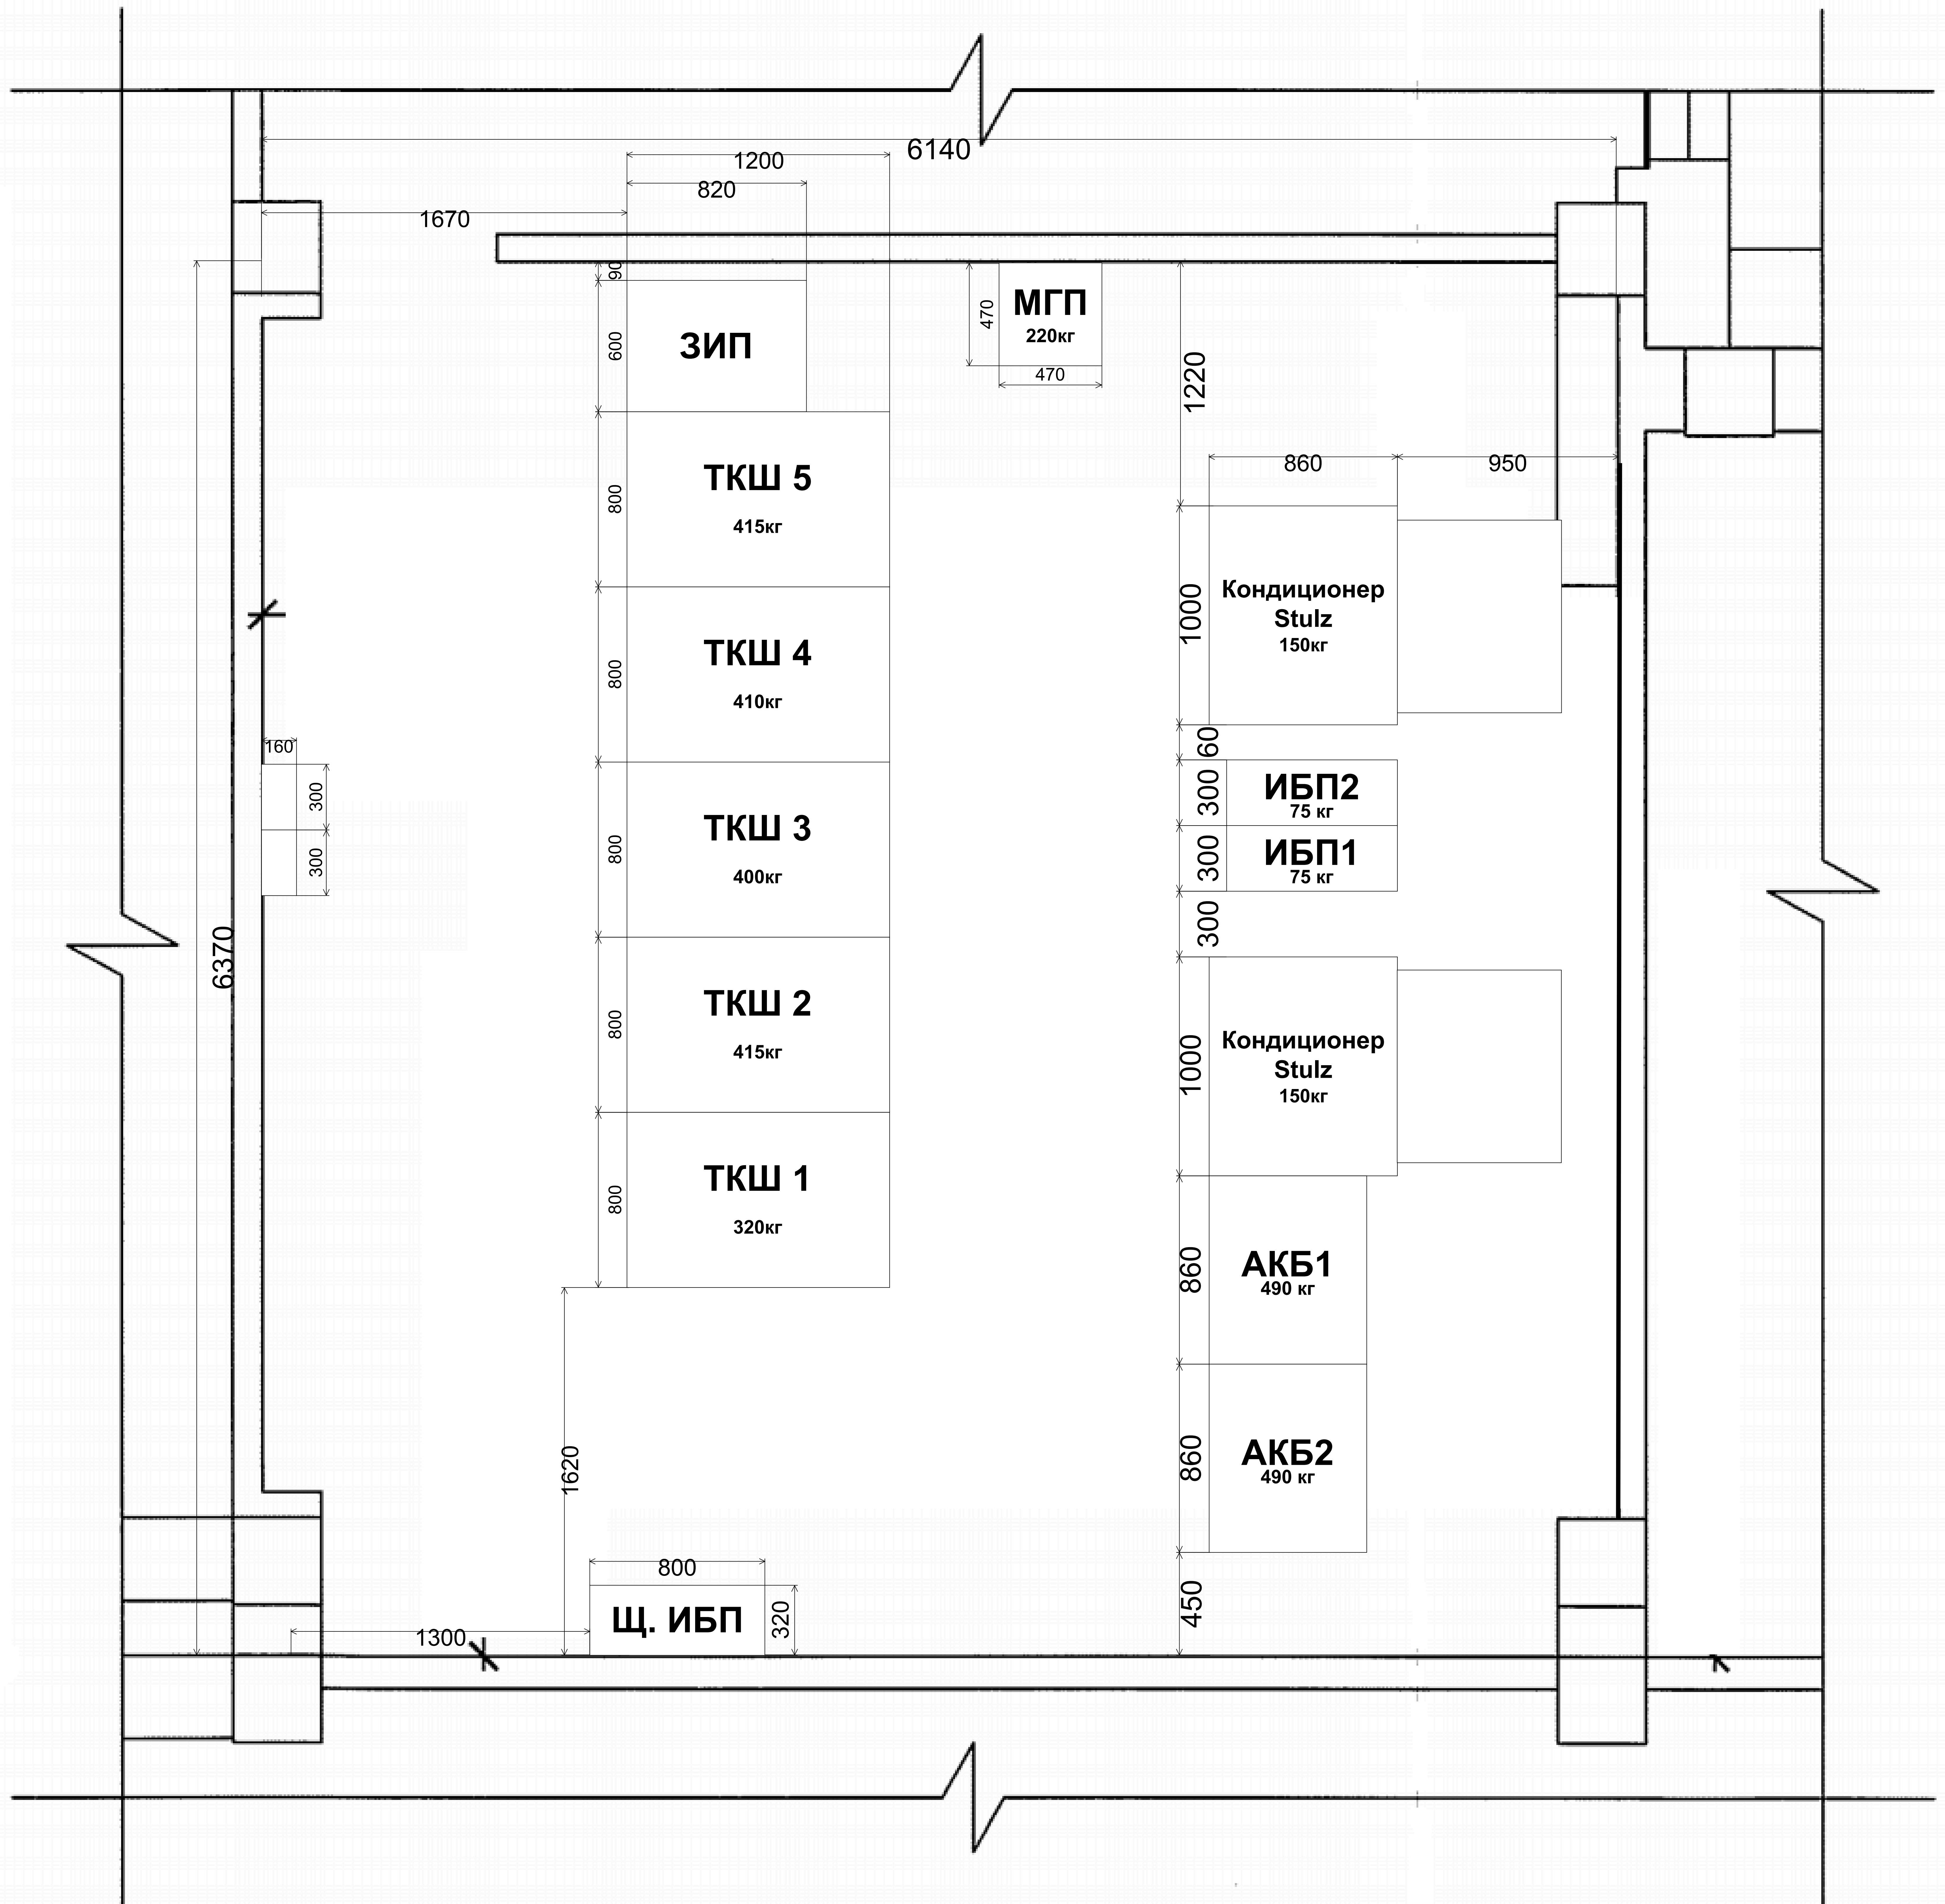 6140
1200
820
1670
90
600
ЗИП
470
МГП
220кг
470
1220
860
950
800
ТКШ 5
415кг
1000
Кондиционер
Stulz
150кг
800
ТКШ 4
410кг
160
300
300
60
300
ИБП2
75 кг
300
ИБП1
75 кг
300
800
ТКШ 3
400кг
6370
800
ТКШ 2
415кг
1000
Кондиционер
Stulz
150кг
800
ТКШ 1
320кг
860
АКБ1
490 кг
860
АКБ2
490 кг
1620
800
Щ. ИБП
320
1300
450